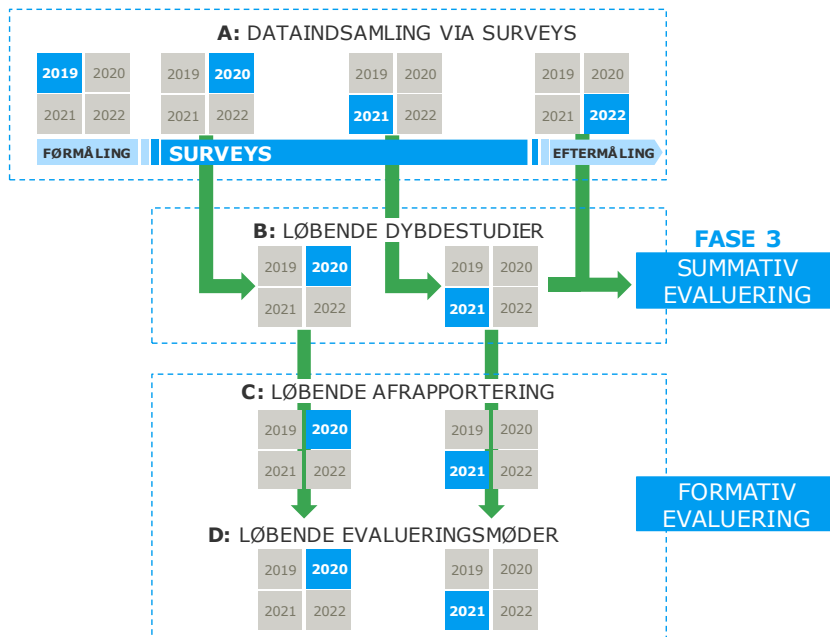 A: DATAINDSAMLING VIA SURVEYS
2019 2020 2019 2020 2019 2020 2019 2020
2021 2022 2021 2022 2021 2022 2021 2022
FØRMÅLING SURVEYS EFTERMÅLING
B: LØBENDE DYBDESTUDIER
2019 2020 2019 2020
2021 2022 2021 2022
FASE 3
SUMMATIV
EVALUERING
C: LØBENDE AFRAPPORTERING
2019 2020 2019 2020
2021 2022 2021 2022
FORMATIV
EVALUERING
D: LØBENDE EVALUERINGSMØDER
2019 2020 2019 2020
2021 2022 2021 2022